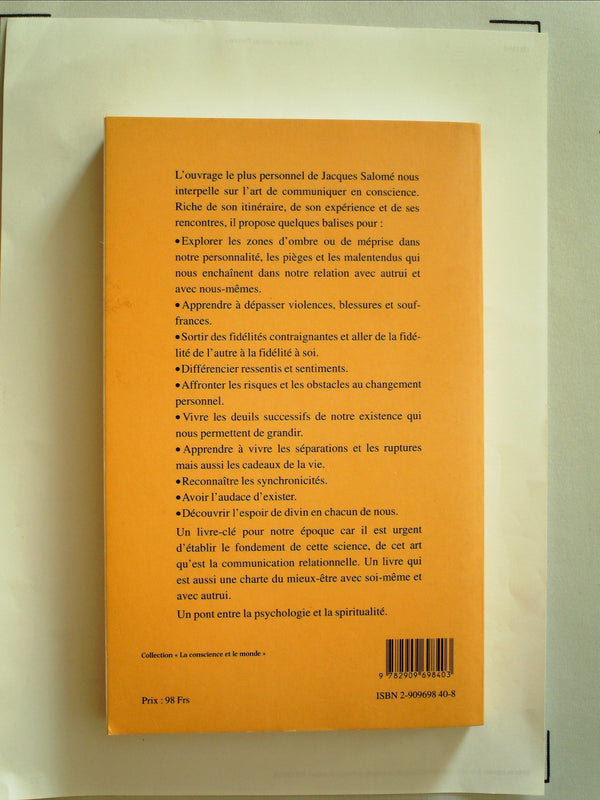 L'ouvrage le plus personnel de Jacques Salomé nous
interpelle sur l'art de communiquer en conscience.
Riche de son itinéraire, de son expérience et de ses
rencontres, il propose quelques balises pour :
•Explorer les zones d'ombre ou de méprise dans
notre personnalité, les pièges et les malentendus qui
nous enchaînent dans notre relation avec autrui et
avec nous-mêmes.
•Apprendre à dépasser violences, blessures et souf-
frances.
•Sortir des fidélités contraignantes et aller de la fidé-
lité de l'autre à la fidélité à soi.
•Différencier ressentis et sentiments.
•Affronter les risques et les obstacles au changement
personnel.
•Vivre les deuils successifs de notre existence qui
nous permettent de grandir.
•Apprendre à vivre les séparations et les ruptures
mais aussi les cadeaux de la vie.
•Reconnaître les synchronicités.
•Avoir l'audace d'exister.
•Découvrir l'espoir de divin en chacun de nous.
Un livre-clé pour notre époque car il est urgent
d'établir le fondement de cette science, de cet art
qu'est la communication relationnelle. Un livre qui
est aussi une charte du mieux-être avec soi-même et
avec autrui.
Un pont entre la psychologie et la spiritualité.
Collection « La conscience et le monde »
9 782909 698403
ISBN 2-909698 40-8
Prix : 98 Frs